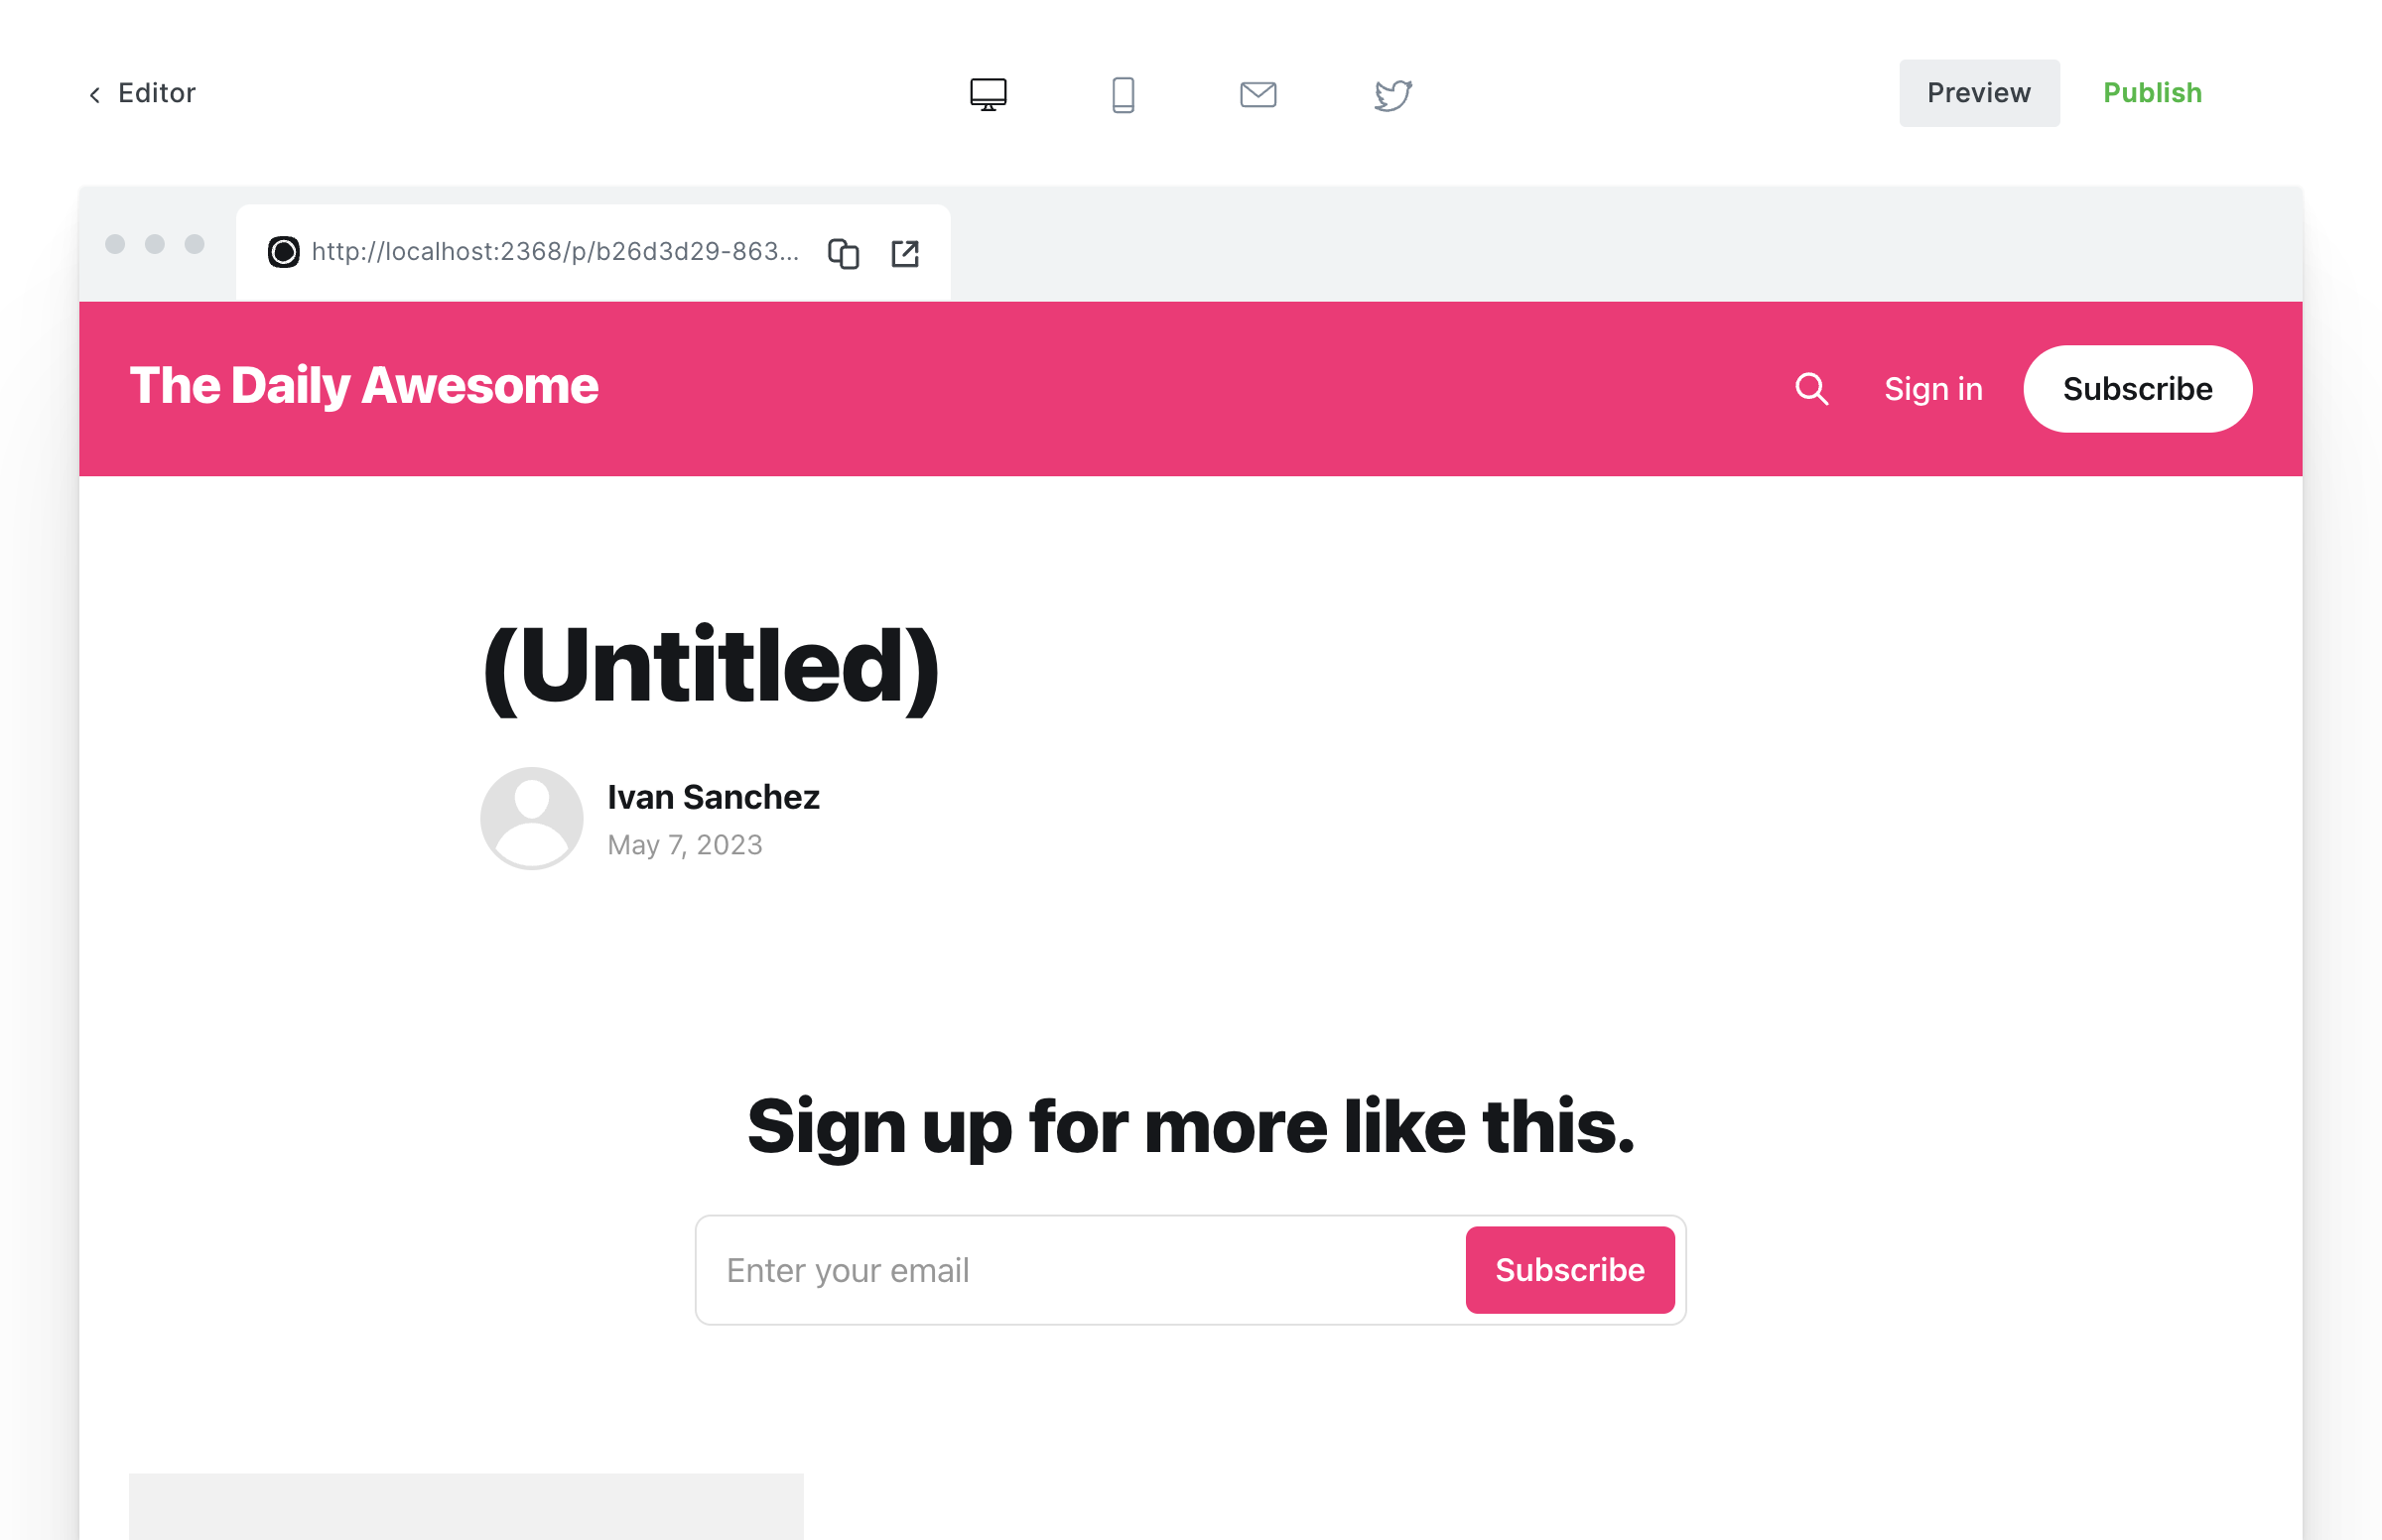 Editor
Preview
Publish
http://localhost:2368/p/b26d3d29-863...
The Daily Awesome
Sign in
Subscribe
(Untitled)
Ivan Sanchez
May 7, 2023
Sign up for more like this.
Enter your email
Subscribe